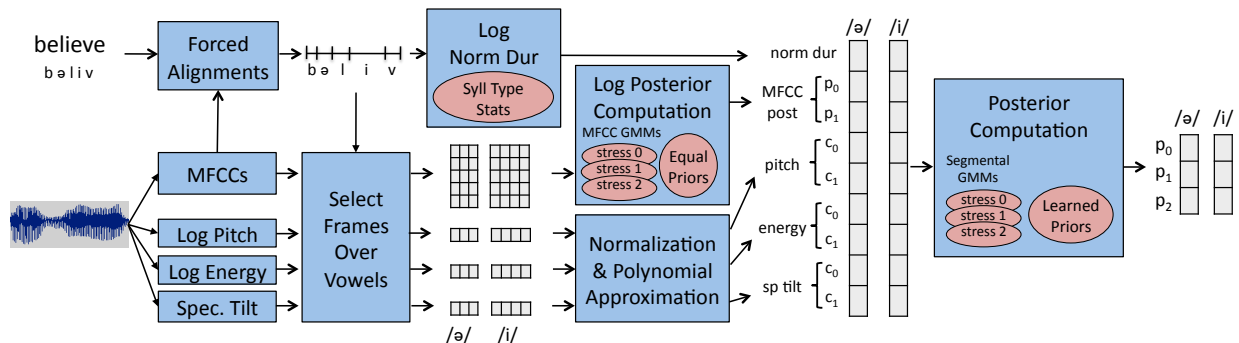 believe
b ə l i v
Forced
Alignments
b ə l i v
Log
Norm Dur
Syll Type
Stats
MFCCs
Log Pitch
Log Energy
Spec. Tilt
Select
Frames
Over
Vowels
/ə/ /i/
Log Posterior
Computation
MFCC GMMs
stress 0
stress 1
stress 2
Equal
Priors
Normalization
& Polynomial
Approximation
/ə/ /i/
norm dur
MFCC
post
p0
p1
pitch
c0
c1
energy
c0
c1
sp tilt
c0
c1
Posterior
Computation
Segmental
GMMs
stress 0
stress 1
stress 2
Learned
Priors
/ə/ /i/
p0
p1
p2